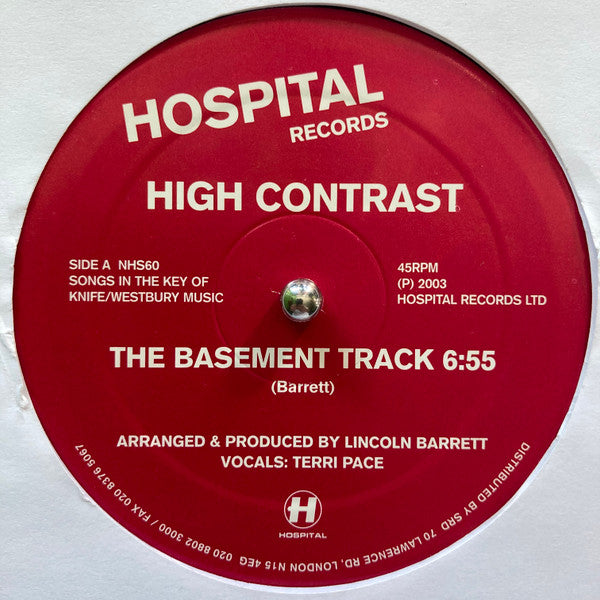 HOSPITAL
RECORDS
HIGH CONTRAST
SIDE A NHS60
SONGS IN THE KEY OF
KNIFE/WESTBURY MUSIC
45RPM
(P) 2003
HOSPITAL RECORDS LTD
THE BASEMENT TRACK 6:55
(Barrett)
ARRANGED & PRODUCED BY LINCOLN BARRETT
VOCALS: TERRI PACE
H
HOSPITAL
DISTRIBUTED BY SRD 70 LAWRENCE RD, LONDON N15 4EG 020 8802 3000 / FAX 020 8376 5067